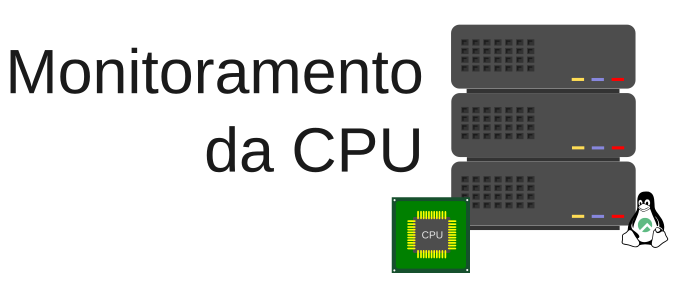 Monitoramento
da CPU
CPU